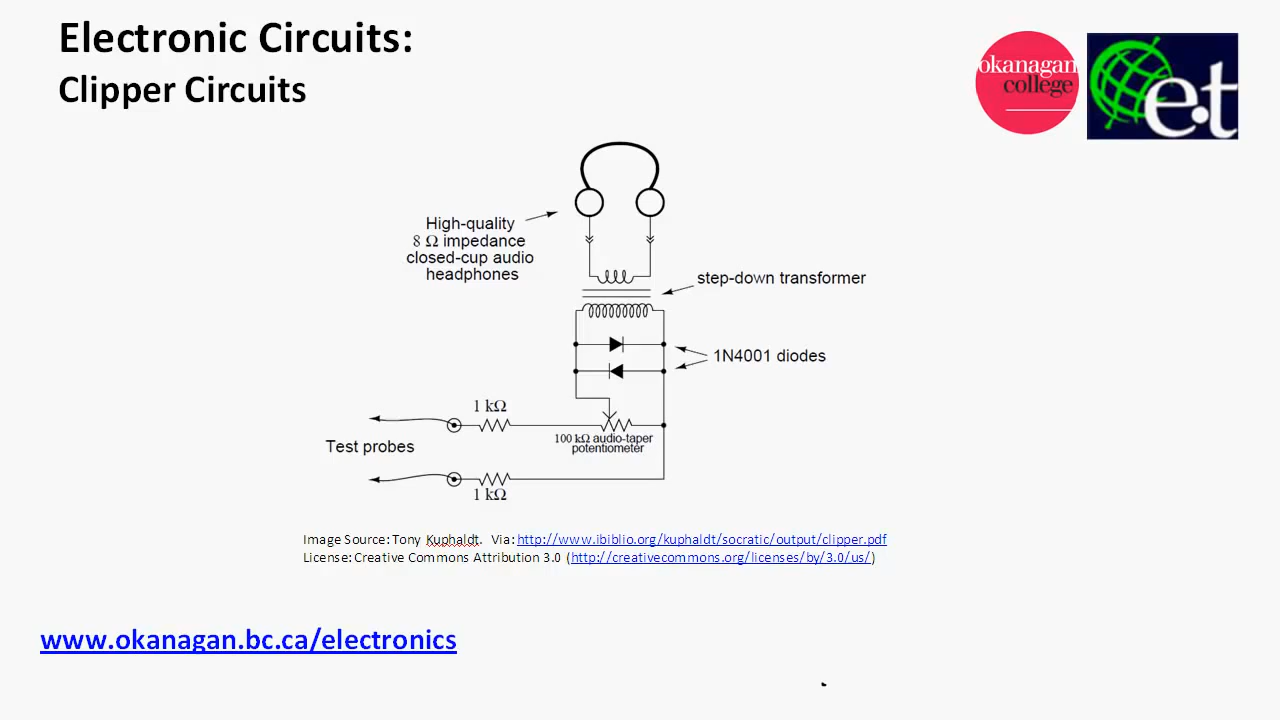 Electronic Circuits:
Clipper Circuits
okanagan
college
e.t
High-quality
8 Ω impedance
closed-cup audio
headphones
step-down transformer
1N4001 diodes
1 kΩ
100 kΩ audio-taper
potentiometer
Test probes
1 kΩ
Image Source: Tony Kuphaldt. Via: http://www.ibiblio.org/kuphaldt/socratic/output/clipper.pdf
License: Creative Commons Attribution 3.0 (http://creativecommons.org/licenses/by/3.0/us/)
www.okanagan.bc.ca/electronics